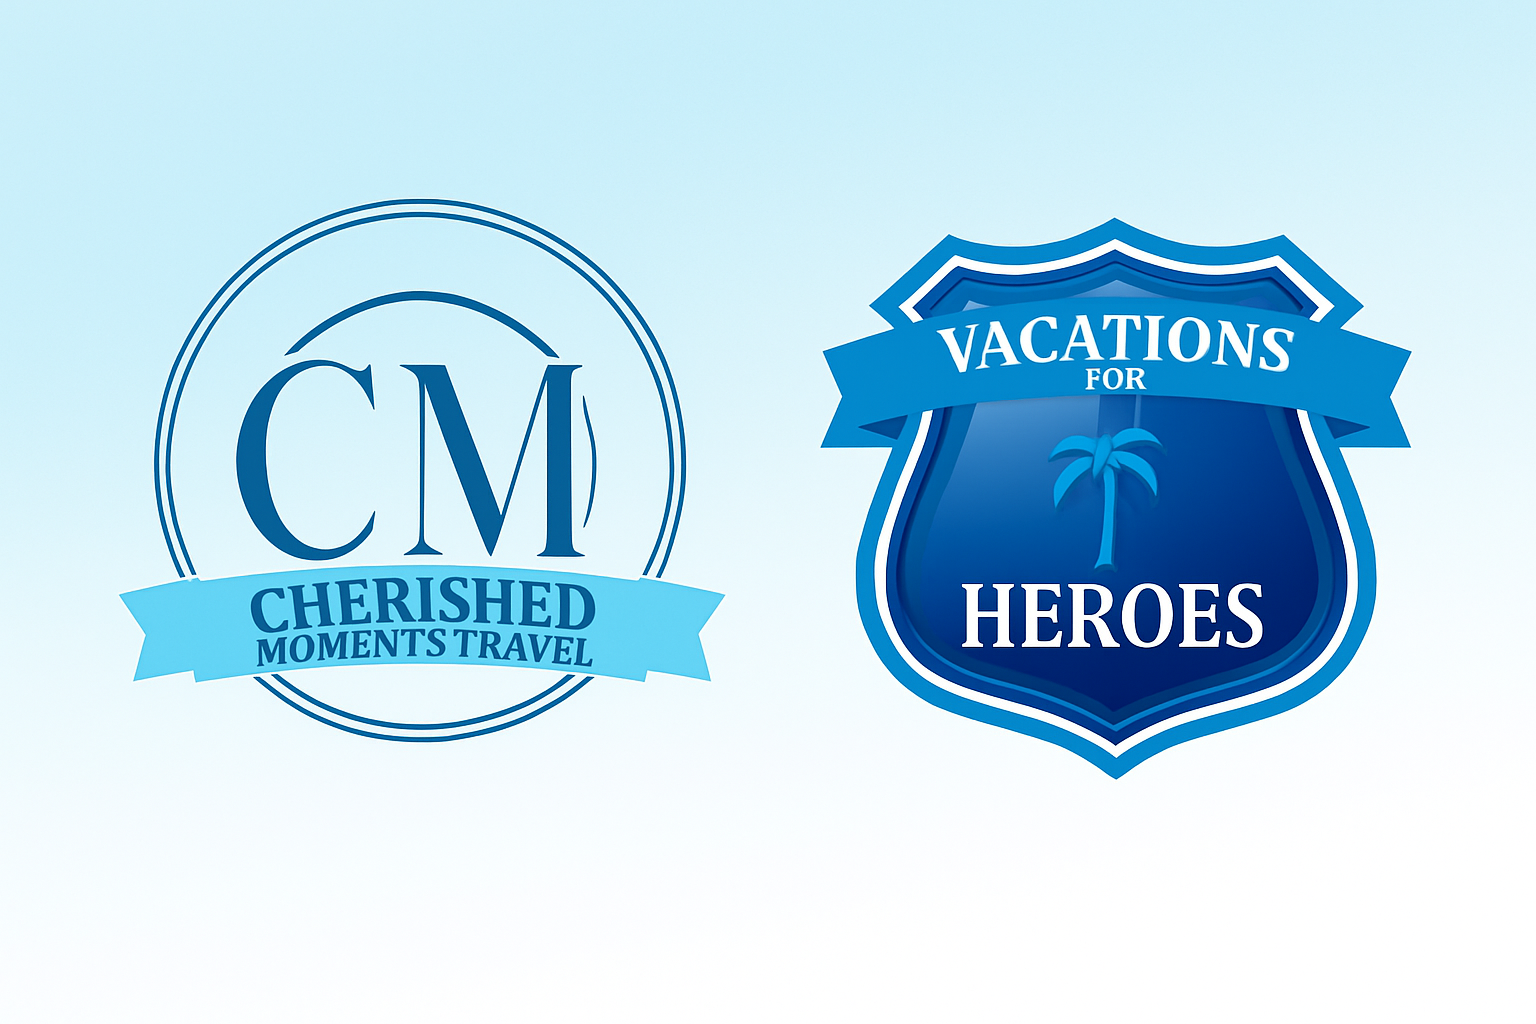 CM
CHERISHED
MOMENTS TRAVEL
VACATIONS
FOR
HEROES